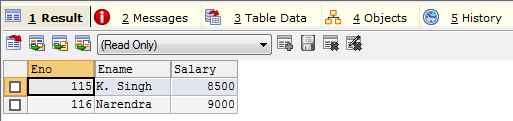 1 Result 2 Messages 3 Table Data 4 Objects 5 History
(Read Only)
Eno Ename Salary
115 K. Singh 8500
116 Narendra 9000